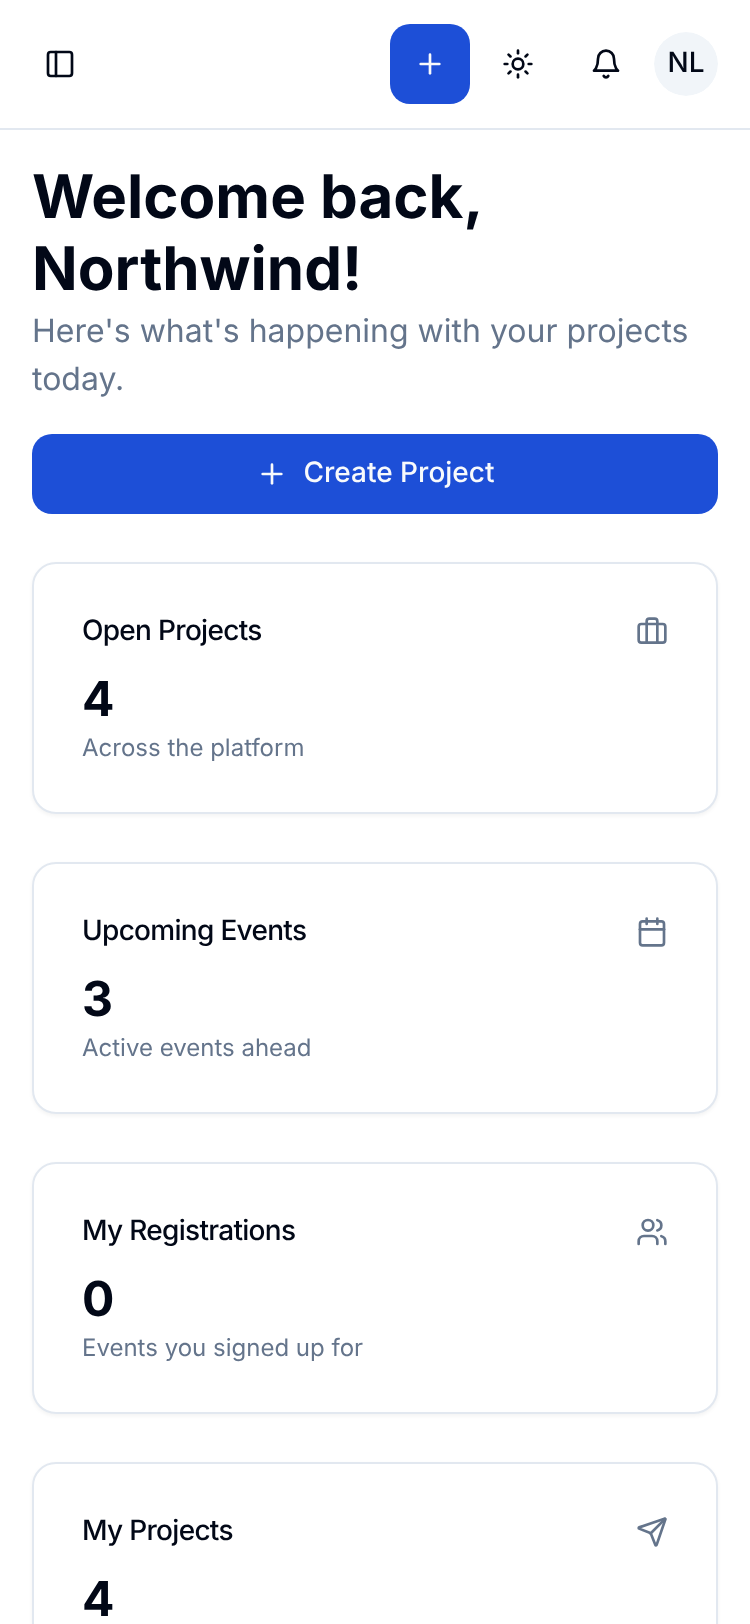 NL
Welcome back,
Northwind!
Here's what's happening with your projects
today.
Create Project
Open Projects
4
Across the platform
Upcoming Events
3
Active events ahead
My Registrations
0
Events you signed up for
My Projects
4